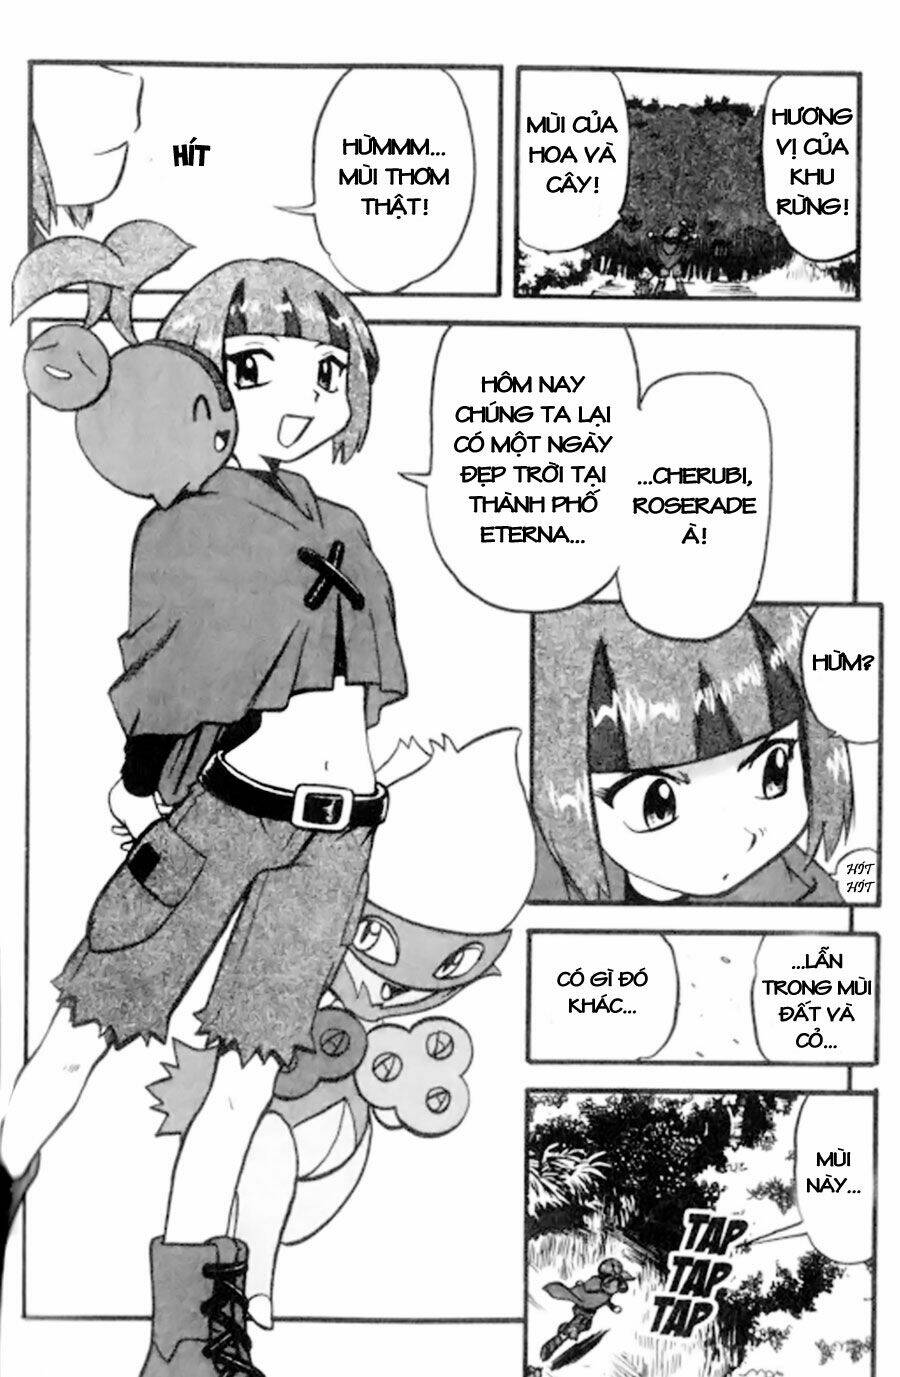 HƯƠNG
VỊ CỦA
KHU
RỪNG!
MÙI CỦA
HOA VÀ
CÂY!
HỪMMM...
MÙI THƠM
THẬT!
HÍT
HÔM NAY
CHÚNG TA LẠI
CÓ MỘT NGÀY
ĐẸP TRỜI TẠI
THÀNH PHỐ
ETERNA...
...CHERUBI,
ROSERADE
À!
HỪM?
HÍT
HÍT
...LẪN
TRONG MÙI
ĐẤT VÀ
CỎ...
CÓ GÌ ĐÓ
KHÁC...
MÙI
NÀY...
TAP
TAP
TAP